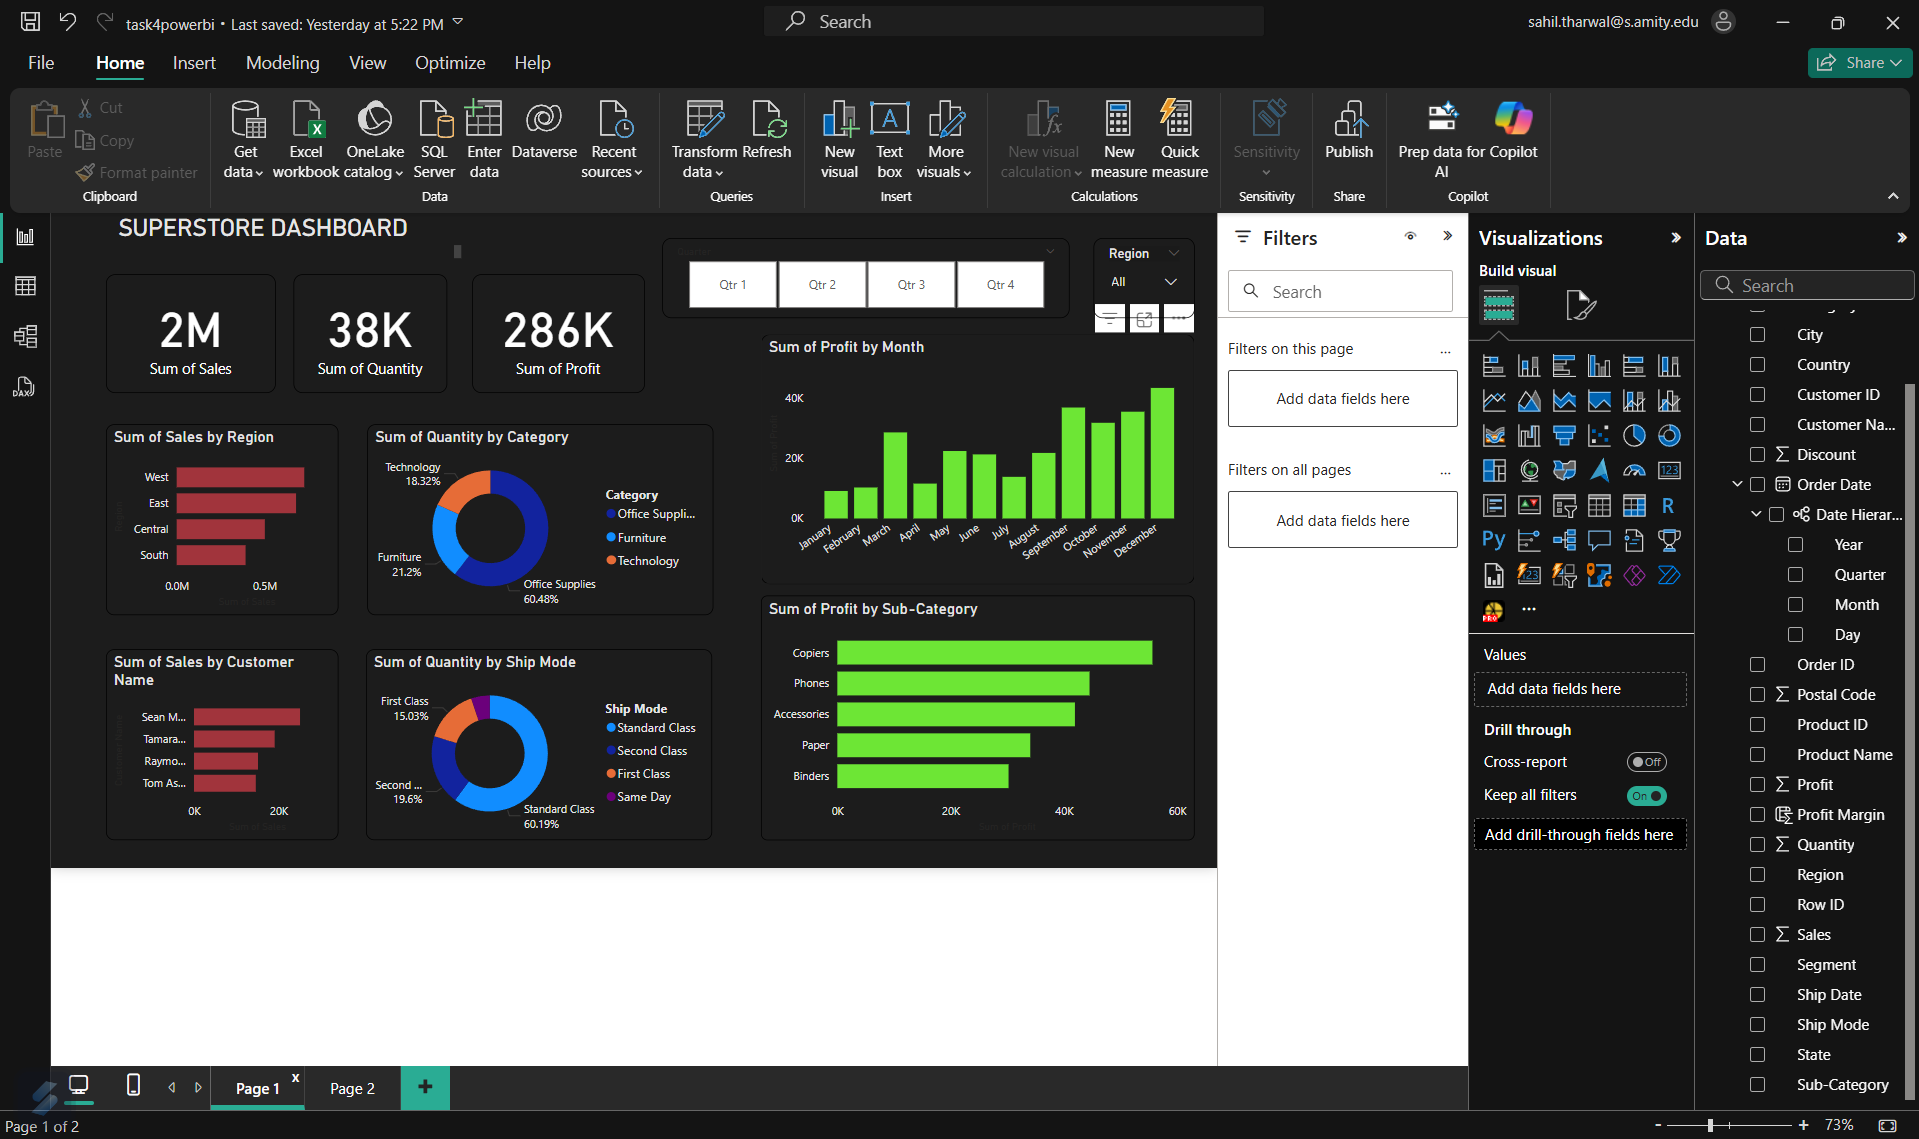 task4powerbi • Last saved: Yesterday at 5:22 PM
Search
sahil.tharwal@s.amity.edu
File
Home
Insert
Modeling
View
Optimize
Help
Share
Paste
Cut
Copy
Format painter
Clipboard
Get data
Excel workbook
OneLake catalog
SQL Server
Enter data
Dataverse
Recent sources
Data
Transform data
Refresh
Queries
New visual
Text box
More visuals
Insert
New visual calculation
New measure
Quick measure
Calculations
Sensitivity
Sensitivity
Publish
Share
Prep data for AI
Copilot
Copilot
SUPERSTORE DASHBOARD
2M
Sum of Sales
38K
Sum of Quantity
286K
Sum of Profit
Qtr 1
Qtr 2
Qtr 3
Qtr 4
Region
All
Sum of Sales by Region
West
East
Central
South
0.0M
0.5M
Sum of Quantity by Category
Technology
18.32%
Furniture
21.2%
Office Supplies
60.48%
Category
Office Suppli...
Furniture
Technology
Sum of Profit by Month
40K
20K
0K
January
February
March
April
May
June
July
August
September
October
November
December
Sum of Sales by Customer
Name
Sean M...
Tamara...
Raymo...
Tom As...
0K
20K
Sum of Quantity by Ship Mode
First Class
15.03%
Second ...
19.6%
Standard Class
60.19%
Ship Mode
Standard Class
Second Class
First Class
Same Day
Sum of Profit by Sub-Category
Copiers
Phones
Accessories
Paper
Binders
0K
20K
40K
60K
Filters
Search
Filters on this page
...
Add data fields here
Filters on all pages
...
Add data fields here
Visualizations
Build visual
123
R
Py
PRO
...
Values
Add data fields here
Drill through
Cross-report
Off
Keep all filters
On
Add drill-through fields here
Data
Search
City
Country
Customer ID
Customer Na...
Discount
Order Date
Date Hierar...
Year
Quarter
Month
Day
Order ID
Postal Code
Product ID
Product Name
Profit
Profit Margin
Quantity
Region
Row ID
Sales
Segment
Ship Date
Ship Mode
State
Sub-Category
DAX
Page 1
x
Page 2
+
Page 1 of 2
- + 73%